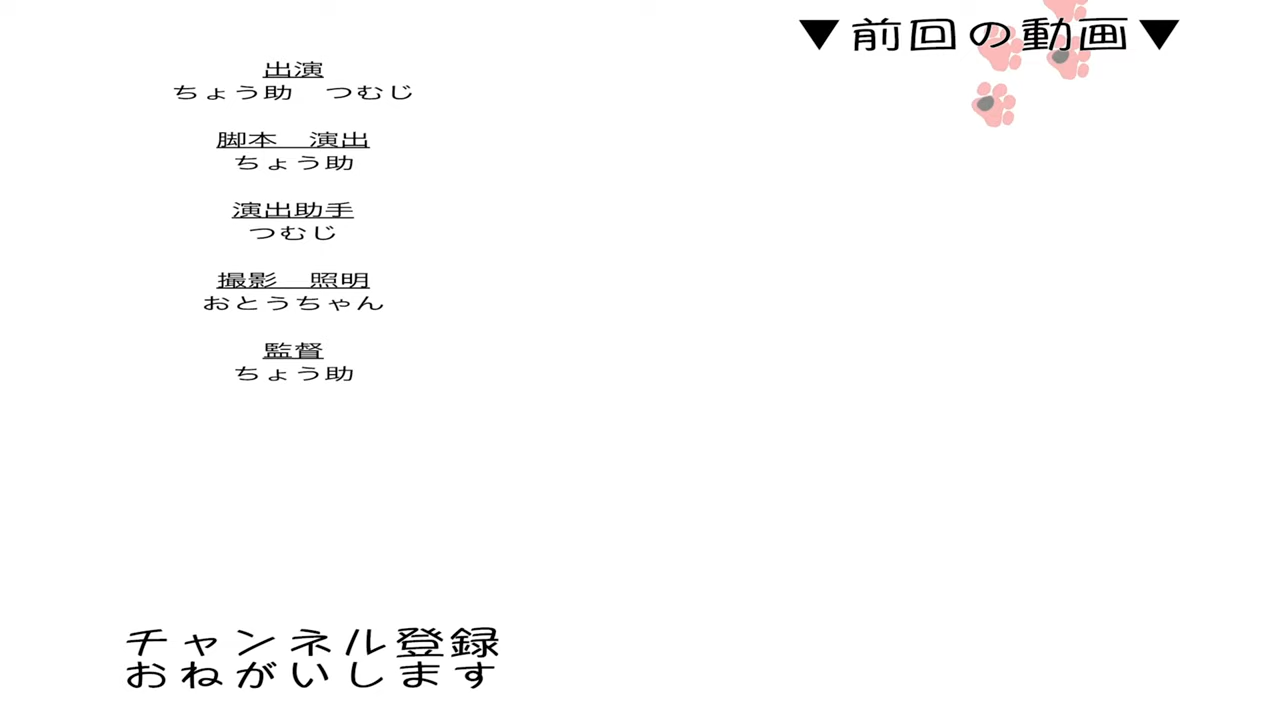 ▼前回の動画▼
出演
ちょう助　つむじ
脚本　演出
ちょう助
演出助手
つむじ
撮影　照明
おとうちゃん
監督
ちょう助
チャンネル登録
おねがいします